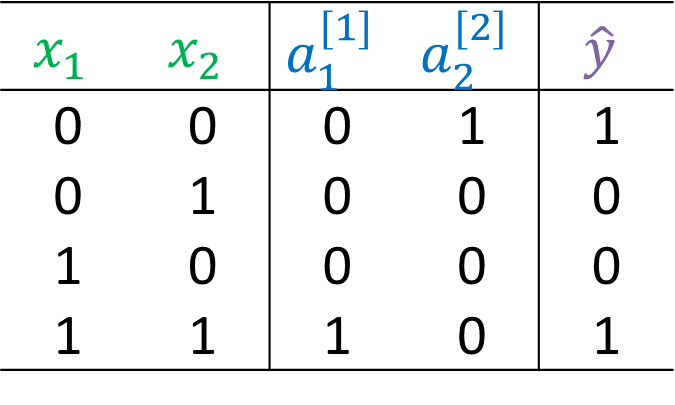 x₁ x₂ a₁^[1] a₂^[2] ŷ
0 0 0 1 1
0 1 0 0 0
1 0 0 0 0
1 1 1 0 1